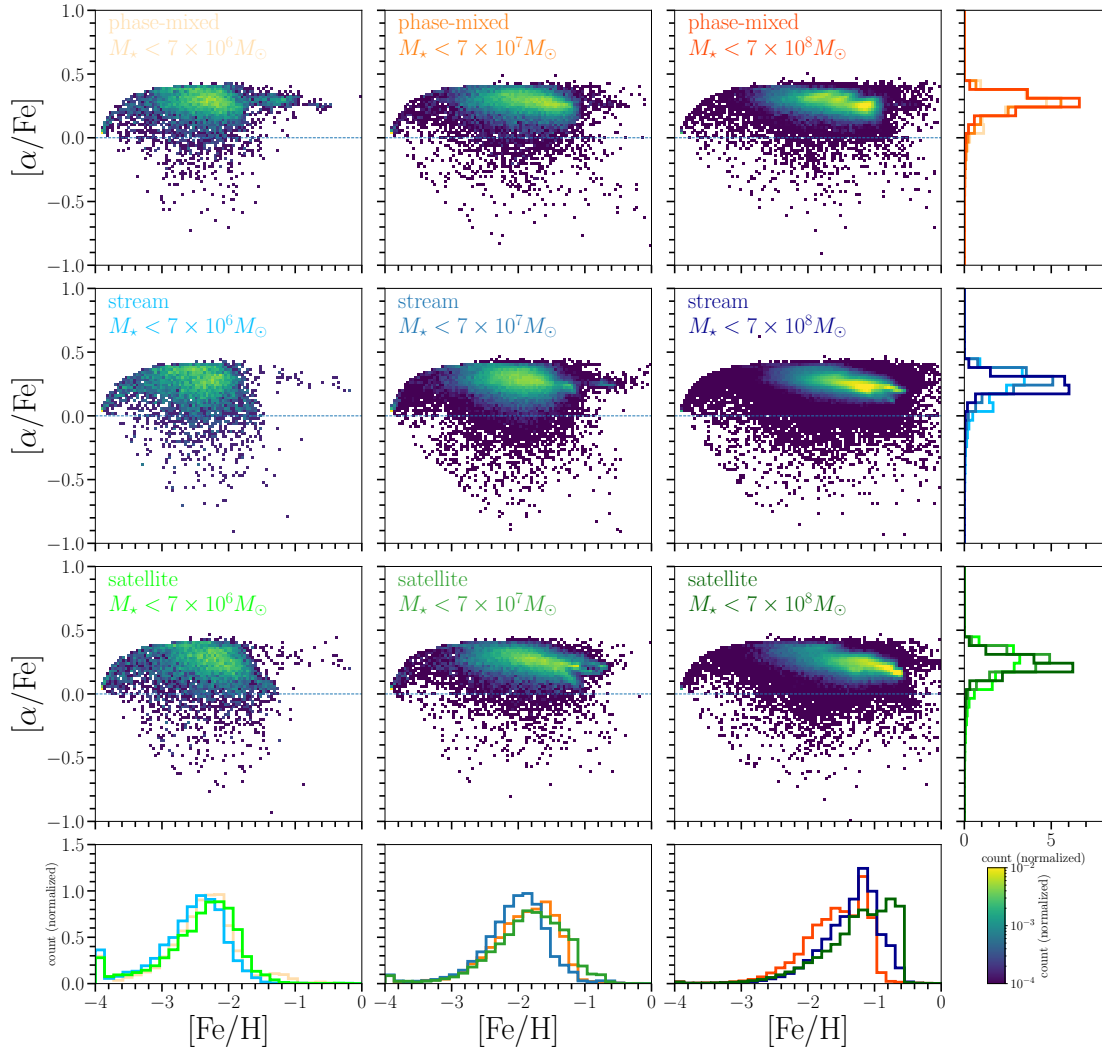 phase-mixed
M⋆ < 7 × 10⁶M⊙
phase-mixed
M⋆ < 7 × 10⁷M⊙
phase-mixed
M⋆ < 7 × 10⁸M⊙
[α/Fe]
1.0
0.5
0.0
−0.5
−1.0
stream
M⋆ < 7 × 10⁶M⊙
stream
M⋆ < 7 × 10⁷M⊙
stream
M⋆ < 7 × 10⁸M⊙
[α/Fe]
1.0
0.5
0.0
−0.5
−1.0
satellite
M⋆ < 7 × 10⁶M⊙
satellite
M⋆ < 7 × 10⁷M⊙
satellite
M⋆ < 7 × 10⁸M⊙
[α/Fe]
1.0
0.5
0.0
−0.5
−1.0
0 5
count (normalized)
count (normalized)
1.5
1.0
0.5
0.0
−4 −3 −2 −1 0
[Fe/H]
−4 −3 −2 −1 0
[Fe/H]
−4 −3 −2 −1 0
[Fe/H]
10⁻²
10⁻³
10⁻⁴
count (normalized)